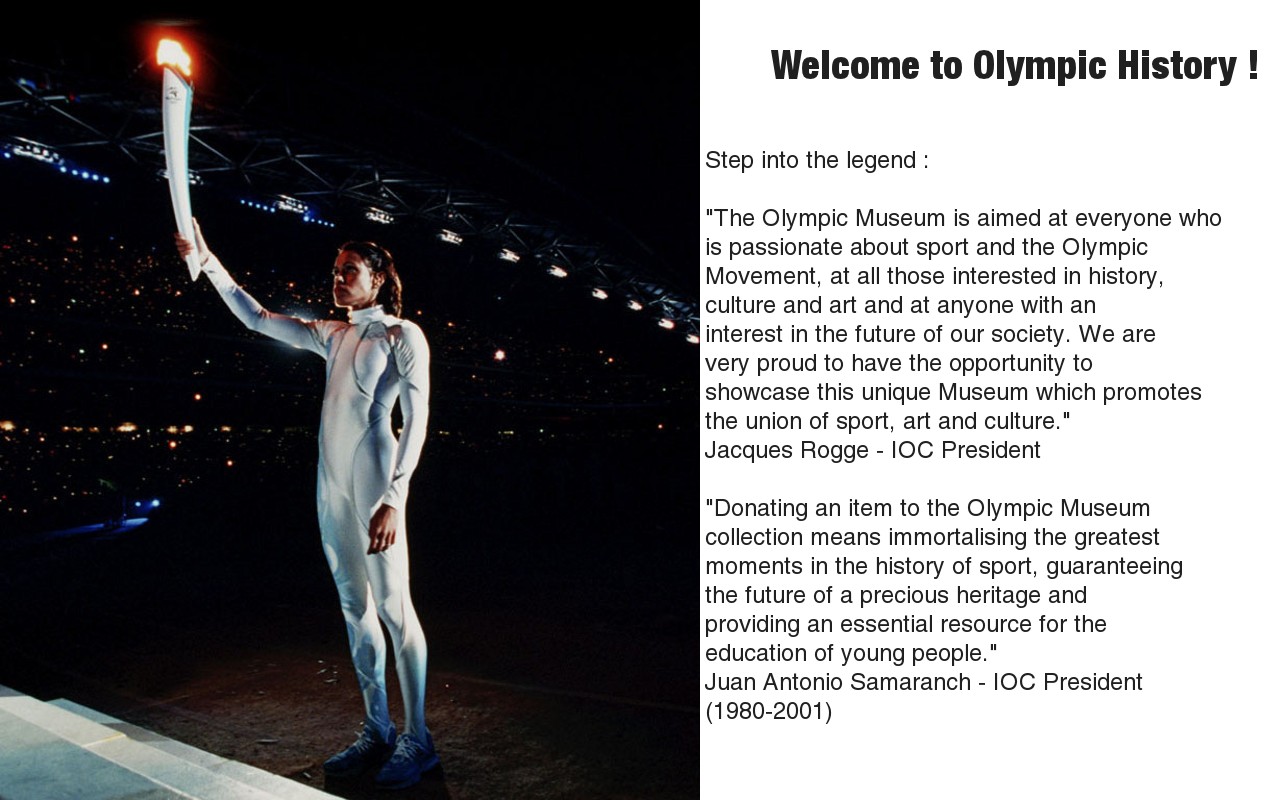 Welcome to Olympic History !
Step into the legend :
"The Olympic Museum is aimed at everyone who
is passionate about sport and the Olympic
Movement, at all those interested in history,
culture and art and at anyone with an
interest in the future of our society. We are
very proud to have the opportunity to
showcase this unique Museum which promotes
the union of sport, art and culture."
Jacques Rogge - IOC President
"Donating an item to the Olympic Museum
collection means immortalising the greatest
moments in the history of sport, guaranteeing
the future of a precious heritage and
providing an essential resource for the
education of young people."
Juan Antonio Samaranch - IOC President
(1980-2001)